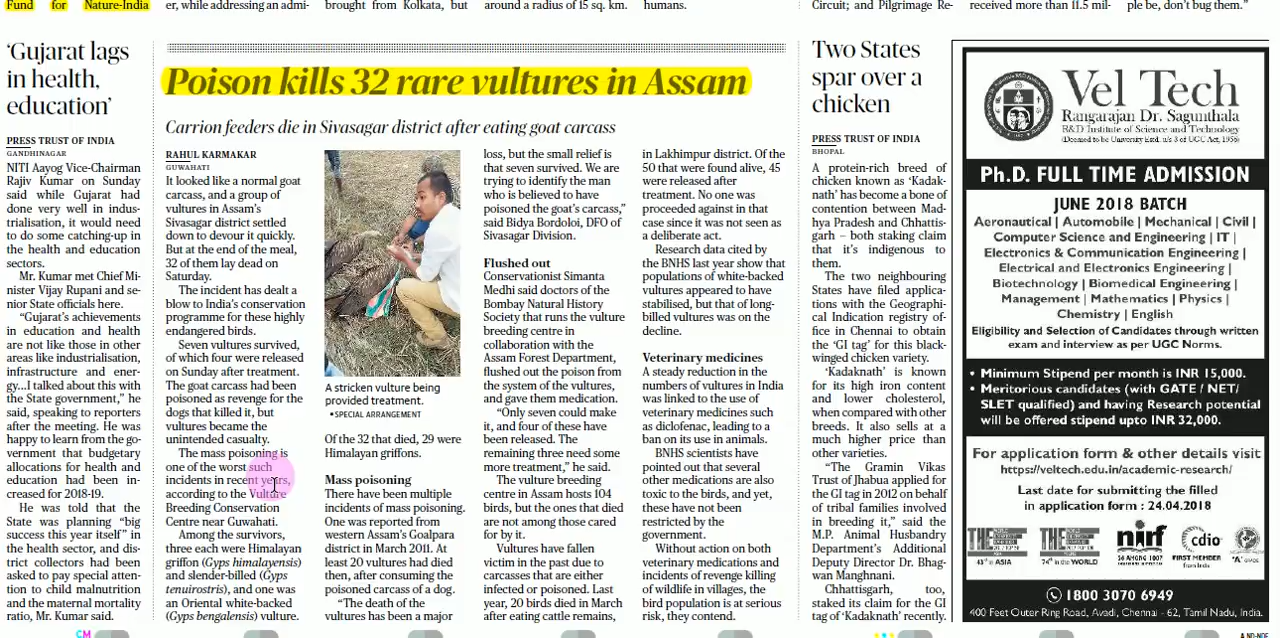 Fund for Nature-India
er, while addressing an admi-
brought from Kolkata, but
around a radius of 15 sq. km.
humans.
Circuit; and Pilgrimage Re-
received more than 11.5 mil-
ple be, don't bug them."
'Gujarat lags
in health,
education'
PRESS TRUST OF INDIA
GANDHINAGAR
NITI Aayog Vice-Chairman
Rajiv Kumar on Sunday
said while Gujarat had
done very well in indus-
trialisation, it would need
to do some catching-up in
the health and education
sectors.
Mr. Kumar met Chief Mi-
nister Vijay Rupani and se-
nior State officials here.
"Gujarat's achievements
in education and health
are not like those in other
areas like industrialisation,
infrastructure and ener-
gy...I talked about this with
the State government," he
said, speaking to reporters
after the meeting. He was
happy to learn from the go-
vernment that budgetary
allocations for health and
education had been in-
creased for 2018-19.
He was told that the
State was planning "big
success this year itself" in
the health sector, and dis-
trict collectors had been
asked to pay special atten-
tion to child malnutrition
and the maternal mortality
ratio, Mr. Kumar said.
Poison kills 32 rare vultures in Assam
Carrion feeders die in Sivasagar district after eating goat carcass
RAHUL KARMAKAR
GUWAHATI
It looked like a normal goat
carcass, and a group of
vultures in Assam's
Sivasagar district settled
down to devour it quickly.
But at the end of the meal,
32 of them lay dead on
Saturday.
The incident has dealt a
blow to India's conservation
programme for these highly
endangered birds.
Seven vultures survived,
of which four were released
on Sunday after treatment.
The goat carcass had been
poisoned as revenge for the
dogs that killed it, but
vultures became the
unintended casualty.
The mass poisoning is
one of the worst such
incidents in recent years,
according to the Vulture
Breeding Conservation
Centre near Guwahati.
Among the survivors,
three each were Himalayan
griffon (Gyps himalayensis)
and slender-billed (Gyps
tenuirostris), and one was
an Oriental white-backed
(Gyps bengalensis) vulture.
A stricken vulture being
provided treatment.
•SPECIAL ARRANGEMENT
Of the 32 that died, 29 were
Himalayan griffons.
Mass poisoning
There have been multiple
incidents of mass poisoning.
One was reported from
western Assam's Goalpara
district in March 2011. At
least 20 vultures had died
then, after consuming the
poisoned carcass of a dog.
"The death of the
vultures has been a major
loss, but the small relief is
that seven survived. We are
trying to identify the man
who is believed to have
poisoned the goat's carcass,"
said Bidya Bordoloi, DFO of
Sivasagar Division.
Flushed out
Conservationist Simanta
Medhi said doctors of the
Bombay Natural History
Society that runs the vulture
breeding centre in
collaboration with the
Assam Forest Department,
flushed out the poison from
the system of the vultures,
and gave them medication.
"Only seven could make
it, and four of these have
been released. The
remaining three need some
more treatment," he said.
The vulture breeding
centre in Assam hosts 104
birds, but the ones that died
are not among those cared
for by it.
Vultures have fallen
victim in the past due to
carcasses that are either
infected or poisoned. Last
year, 20 birds died in March
after eating cattle remains,
in Lakhimpur district. Of the
50 that were found alive, 45
were released after
treatment. No one was
proceeded against in that
case since it was not seen as
a deliberate act.
Research data cited by
the BNHS last year show that
populations of white-backed
vultures appeared to have
stabilised, but that of long-
billed vultures was on the
decline.
Veterinary medicines
A steady reduction in the
numbers of vultures in India
was linked to the use of
veterinary medicines such
as diclofenac, leading to a
ban on its use in animals.
BNHS scientists have
pointed out that several
other medications are also
toxic to the birds, and yet,
these have not been
restricted by the
government.
Without action on both
veterinary medications and
incidents of revenge killing
of wildlife in villages, the
bird population is at serious
risk, they contend.
Two States
spar over a
chicken
PRESS TRUST OF INDIA
BHOPAL
A protein-rich breed of
chicken known as 'Kadak-
nath' has become a bone of
contention between Mad-
hya Pradesh and Chhattis-
garh – both staking claim
that it's indigenous to
them.
The two neighbouring
States have filed applica-
tions with the Geographi-
cal Indication registry of-
fice in Chennai to obtain
the 'GI tag' for this black-
winged chicken variety.
'Kadaknath' is known
for its high iron content
and lower cholesterol,
when compared with other
breeds. It also sells at a
much higher price than
other varieties.
"The Gramin Vikas
Trust of Jhabua applied for
the GI tag in 2012 on behalf
of tribal families involved
in breeding it," said the
M.P. Animal Husbandry
Department's Additional
Deputy Director Dr. Bhag-
wan Manghnani.
Chhattisgarh, too,
staked its claim for the GI
tag of 'Kadaknath' recently.
Vel Tech
Rangarajan Dr. Sagunthala
R&D Institute of Science and Technology
(Deemed to be University Estd. u/s 3 of UGC Act, 1956)
Ph.D. FULL TIME ADMISSION
JUNE 2018 BATCH
Aeronautical | Automobile | Mechanical | Civil |
Computer Science and Engineering | IT |
Electronics & Communication Engineering |
Electrical and Electronics Engineering |
Biotechnology | Biomedical Engineering |
Management | Mathematics | Physics |
Chemistry | English
Eligibility and Selection of Candidates through written
exam and interview as per UGC Norms.
• Minimum Stipend per month is INR 15,000.
• Meritorious candidates (with GATE / NET/
SLET qualified) and having Research potential
will be offered stipend upto INR 32,000.
For application form & other details visit
https://veltech.edu.in/academic-research/
Last date for submitting the filled
in application form : 24.04.2018
THE
THE
nirf
cdio
FIRST MEMBER
1800 3070 6949
400 Feet Outer Ring Road, Avadi, Chennai - 62, Tamil Nadu, India.
CM